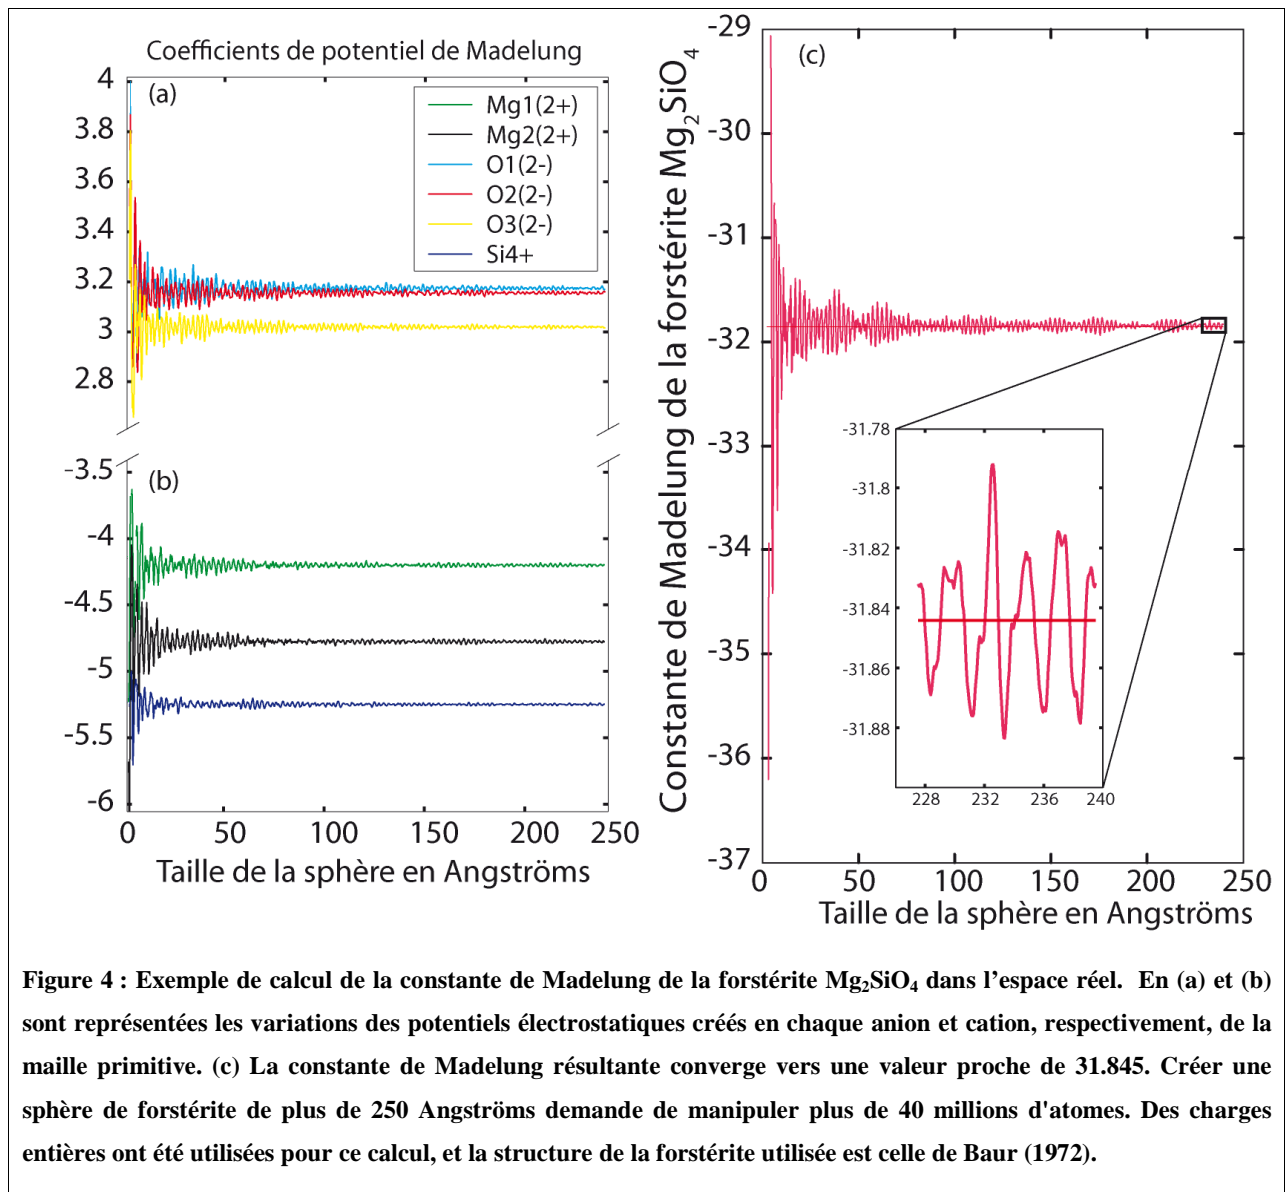 Coefficients de potentiel de Madelung
(a)
4
3.8
3.6
3.4
3.2
3
2.8
Mg1(2+)
Mg2(2+)
O1(2-)
O2(2-)
O3(2-)
Si4+
(b)
-3.5
-4
-4.5
-5
-5.5
-6
0 50 100 150 200 250
Taille de la sphère en Angströms
Constante de Madelung de la forstérite Mg2SiO4
(c)
-29
-30
-31
-32
-33
-34
-35
-36
-37
0 50 100 150 200 250
Taille de la sphère en Angströms
-31.78
-31.8
-31.82
-31.84
-31.86
-31.88
228 232 236 240
Figure 4 : Exemple de calcul de la constante de Madelung de la forstérite Mg2SiO4 dans l’espace réel. En (a) et (b)
sont représentées les variations des potentiels électrostatiques créés en chaque anion et cation, respectivement, de la
maille primitive. (c) La constante de Madelung résultante converge vers une valeur proche de 31.845. Créer une
sphère de forstérite de plus de 250 Angströms demande de manipuler plus de 40 millions d'atomes. Des charges
entières ont été utilisées pour ce calcul, et la structure de la forstérite utilisée est celle de Baur (1972).